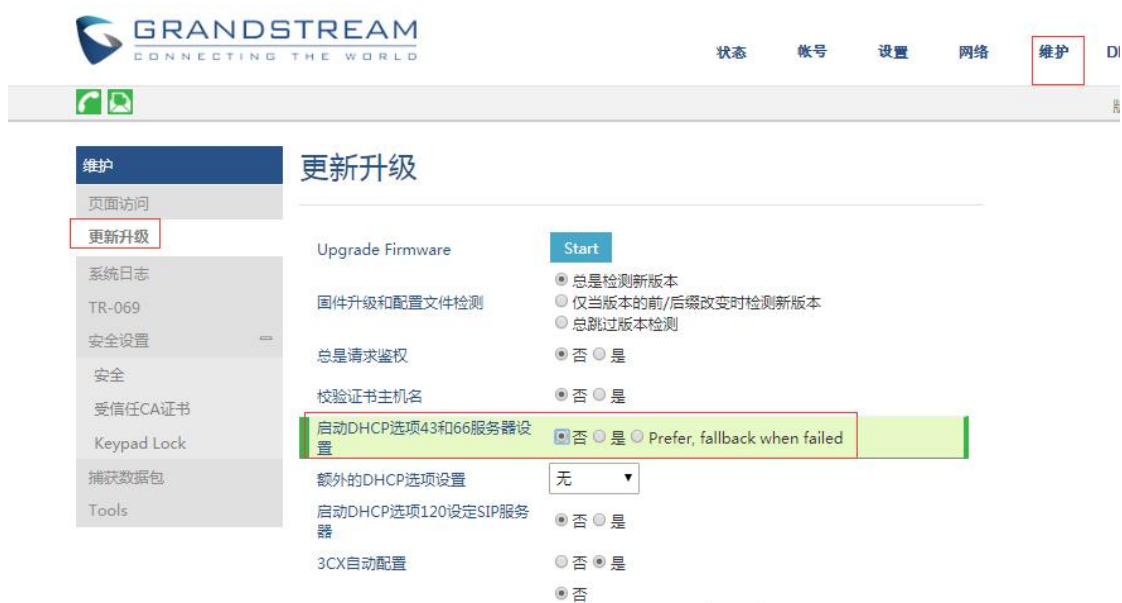 GRANDSTREAM
CONNECTING THE WORLD
状态 帐号 设置 网络 维护
维护
页面访问
更新升级
系统日志
TR-069
安全设置
安全
受信任CA证书
Keypad Lock
捕获数据包
Tools
更新升级
Upgrade Firmware Start
固件升级和配置文件检测
总是检测新版本
仅当版本的前/后缀改变时检测新版本
总跳过版本检测
总是请求鉴权 否 是
校验证书主机名 否 是
启动DHCP选项43和66服务器设
置
否 是 Prefer, fallback when failed
额外的DHCP选项设置 无
启动DHCP选项120设定SIP服务
器
否 是
3CX自动配置 否 是
否